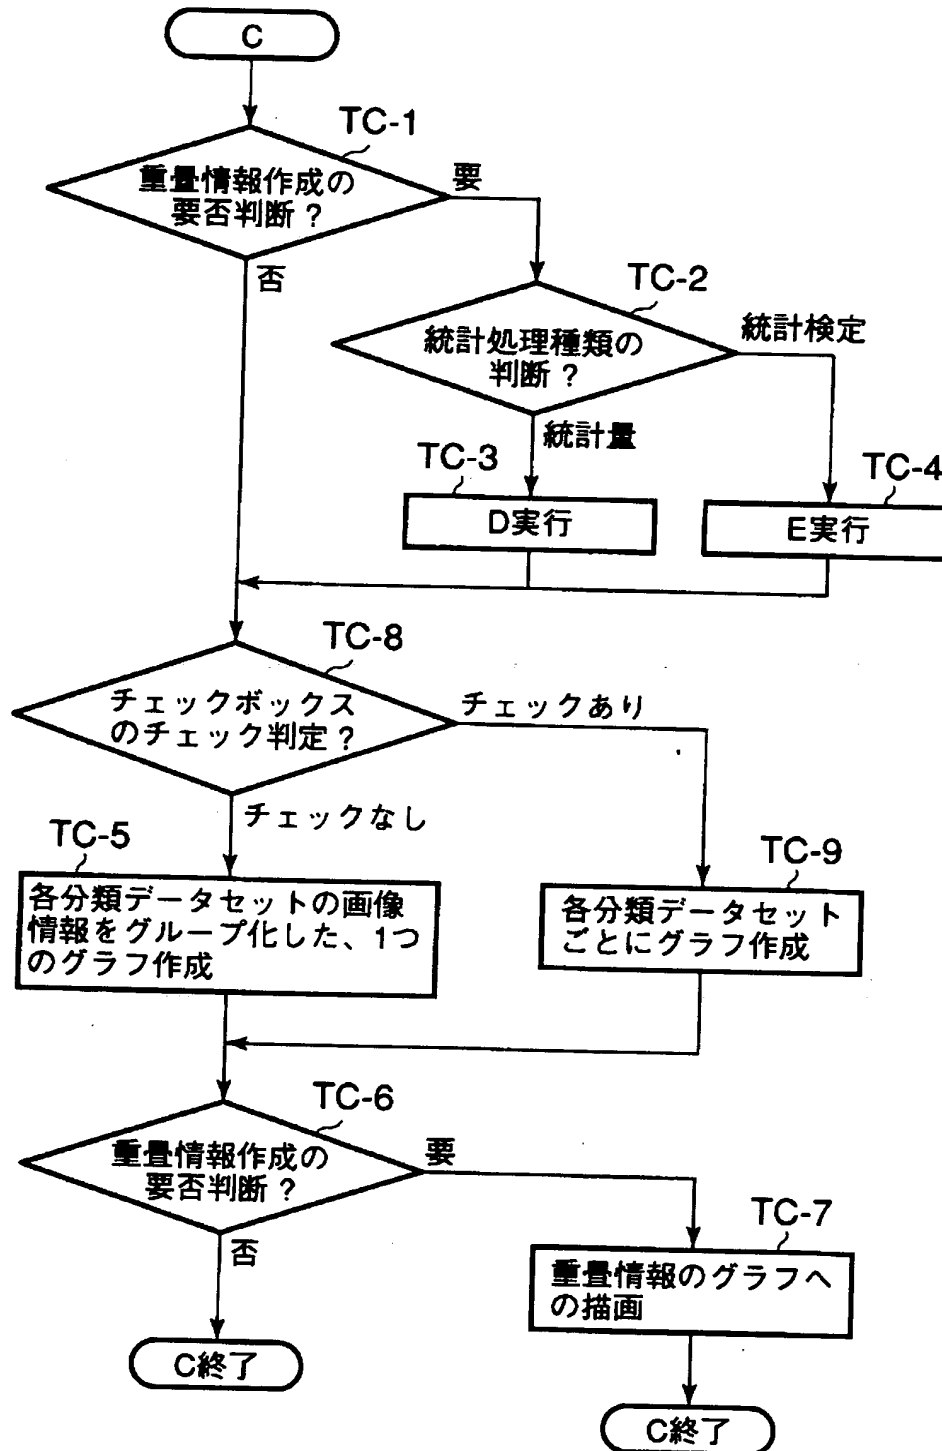 C
TC-1
重畳情報作成の
要否判断？
要
否
TC-2
統計処理種類の
判断？
統計検定
統計量
TC-3
D実行
TC-4
E実行
TC-8
チェックボックス
のチェック判定？
チェックあり
チェックなし
TC-5
各分類データセットの画像
情報をグループ化した、1つ
のグラフ作成
TC-9
各分類データセット
ごとにグラフ作成
TC-6
重畳情報作成の
要否判断？
要
否
TC-7
重畳情報のグラフへ
の描画
C終了
C終了